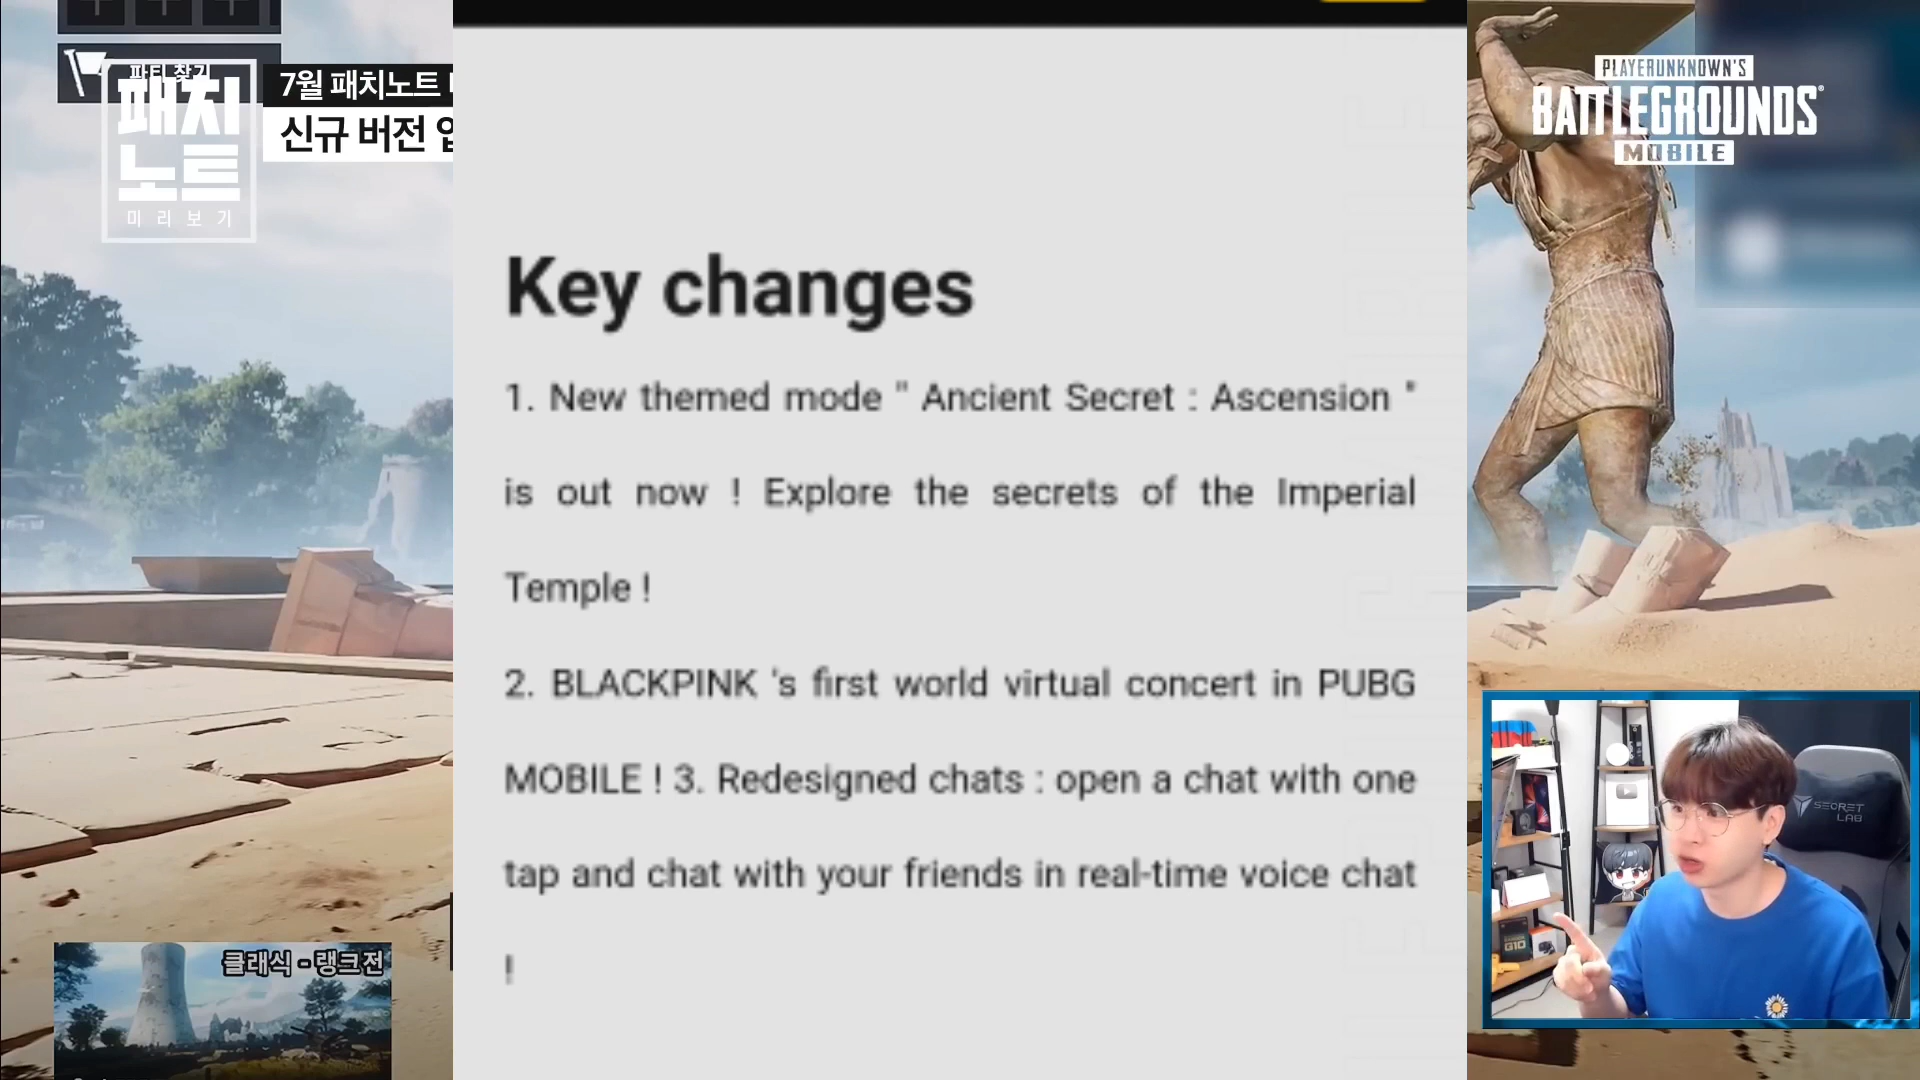 파티 찾기
패치
노트
미리보기
7월 패치노트
신규 버전
PLAYERUNKNOWN'S
BATTLEGROUNDS
MOBILE
Key changes
1. New themed mode " Ancient Secret : Ascension "
is out now ! Explore the secrets of the Imperial
Temple !
2. BLACKPINK 's first world virtual concert in PUBG
MOBILE ! 3. Redesigned chats : open a chat with one
tap and chat with your friends in real-time voice chat
!
SECRET
LAB
G10
클래식 - 랭크전